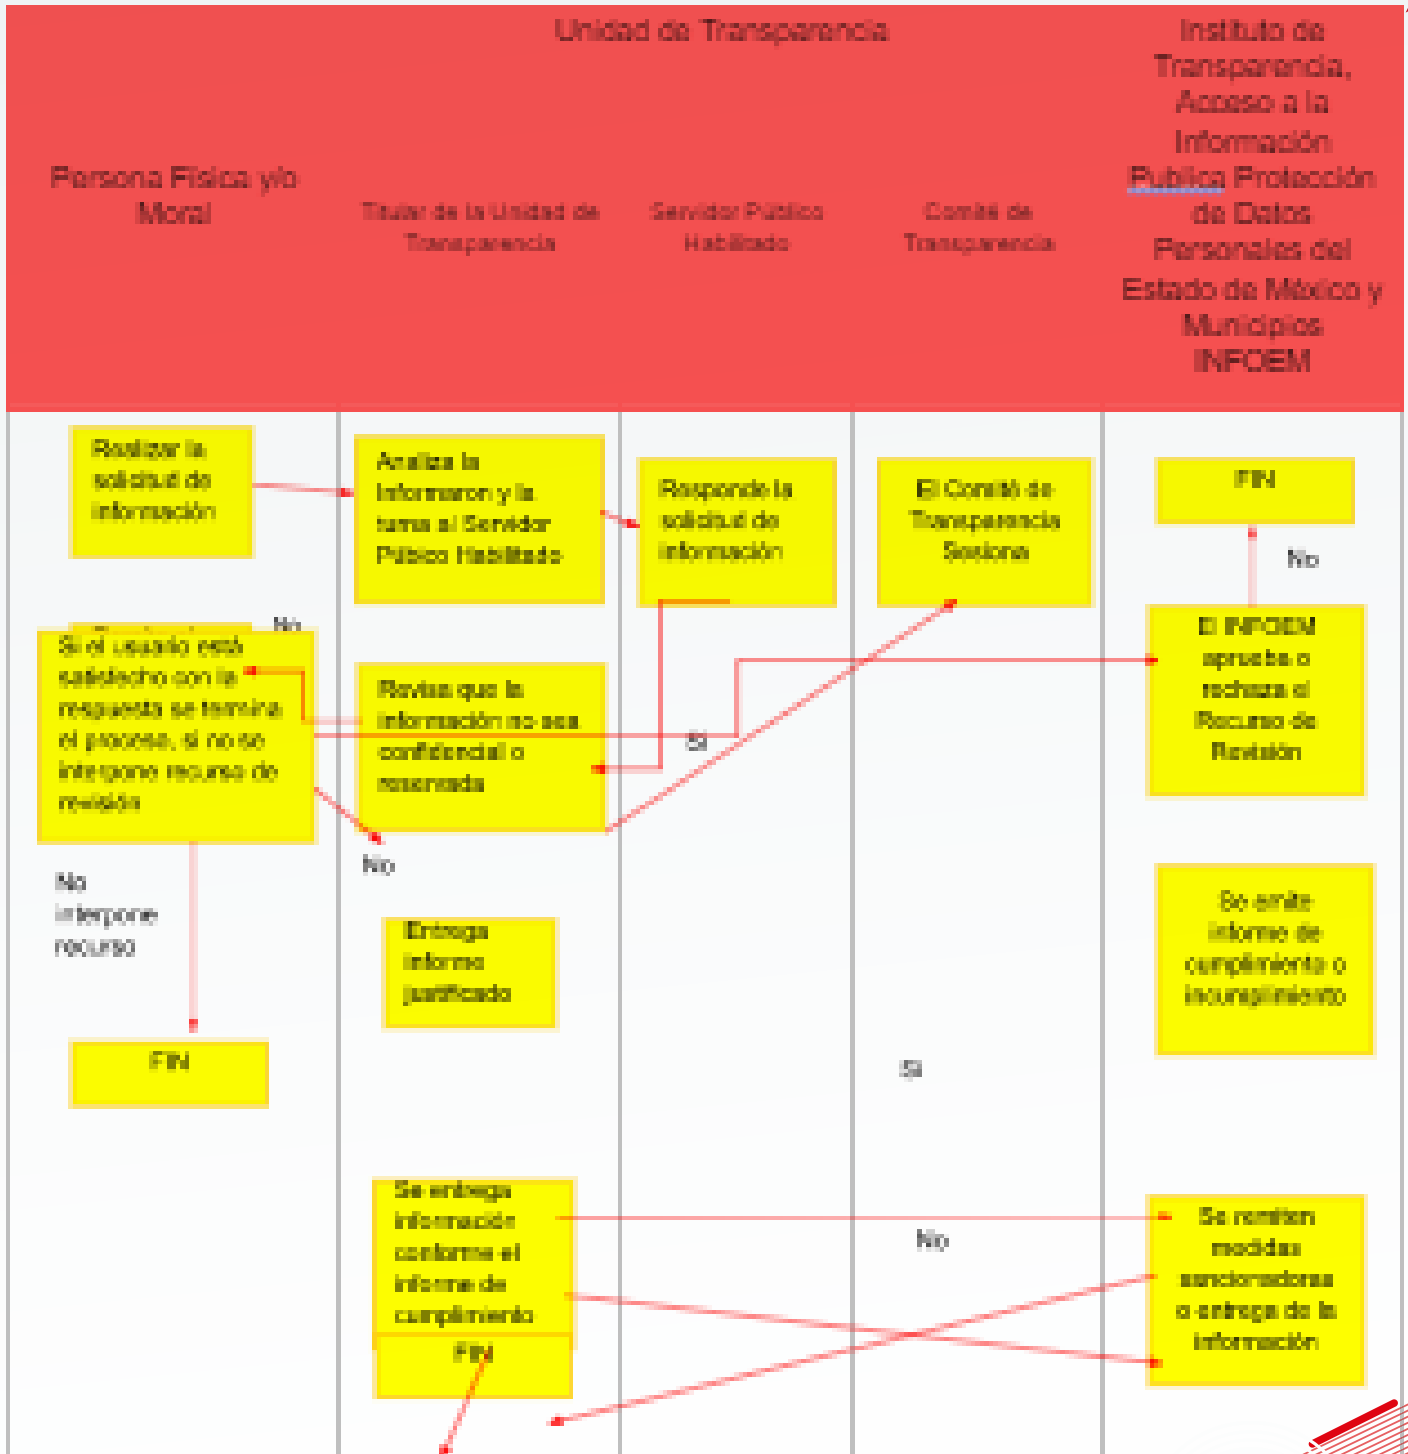 Unidad de Transparencia
Instituto de
Transparencia,
Acceso a la
Información
Publica Protección
de Datos
Personales del
Estado de México y
Municipios
INFOEM
Persona Física y/o
Moral
Titular de la Unidad de
Transparencia
Servidor Público
Habilitado
Comité de
Transparencia
Realizar la
solicitud de
información
Analiza la
Informaron y la
turna al Servidor
Púbico Habilitado
Responde la
solicitud de
información
El Comité de
Transparencia
Sesiona
FIN
No
No
Si el usuario está
satisfecho con la
respuesta se termina
el proceso, si no se
interpone recurso de
revisión
Revisa que la
información no sea
confidencial o
reservada
Si
El INFOEM
aprueba o
rechaza el
Recurso de
Revisión
No
No
interpone
recurso
Entrega
informe
justificado
Se emite
informe de
cumplimiento o
incumplimiento
FIN
Si
Se entrega
información
conforme el
informe de
cumplimiento
FIN
No
Se remiten
medidas
sancionadoras
o entrega de la
información